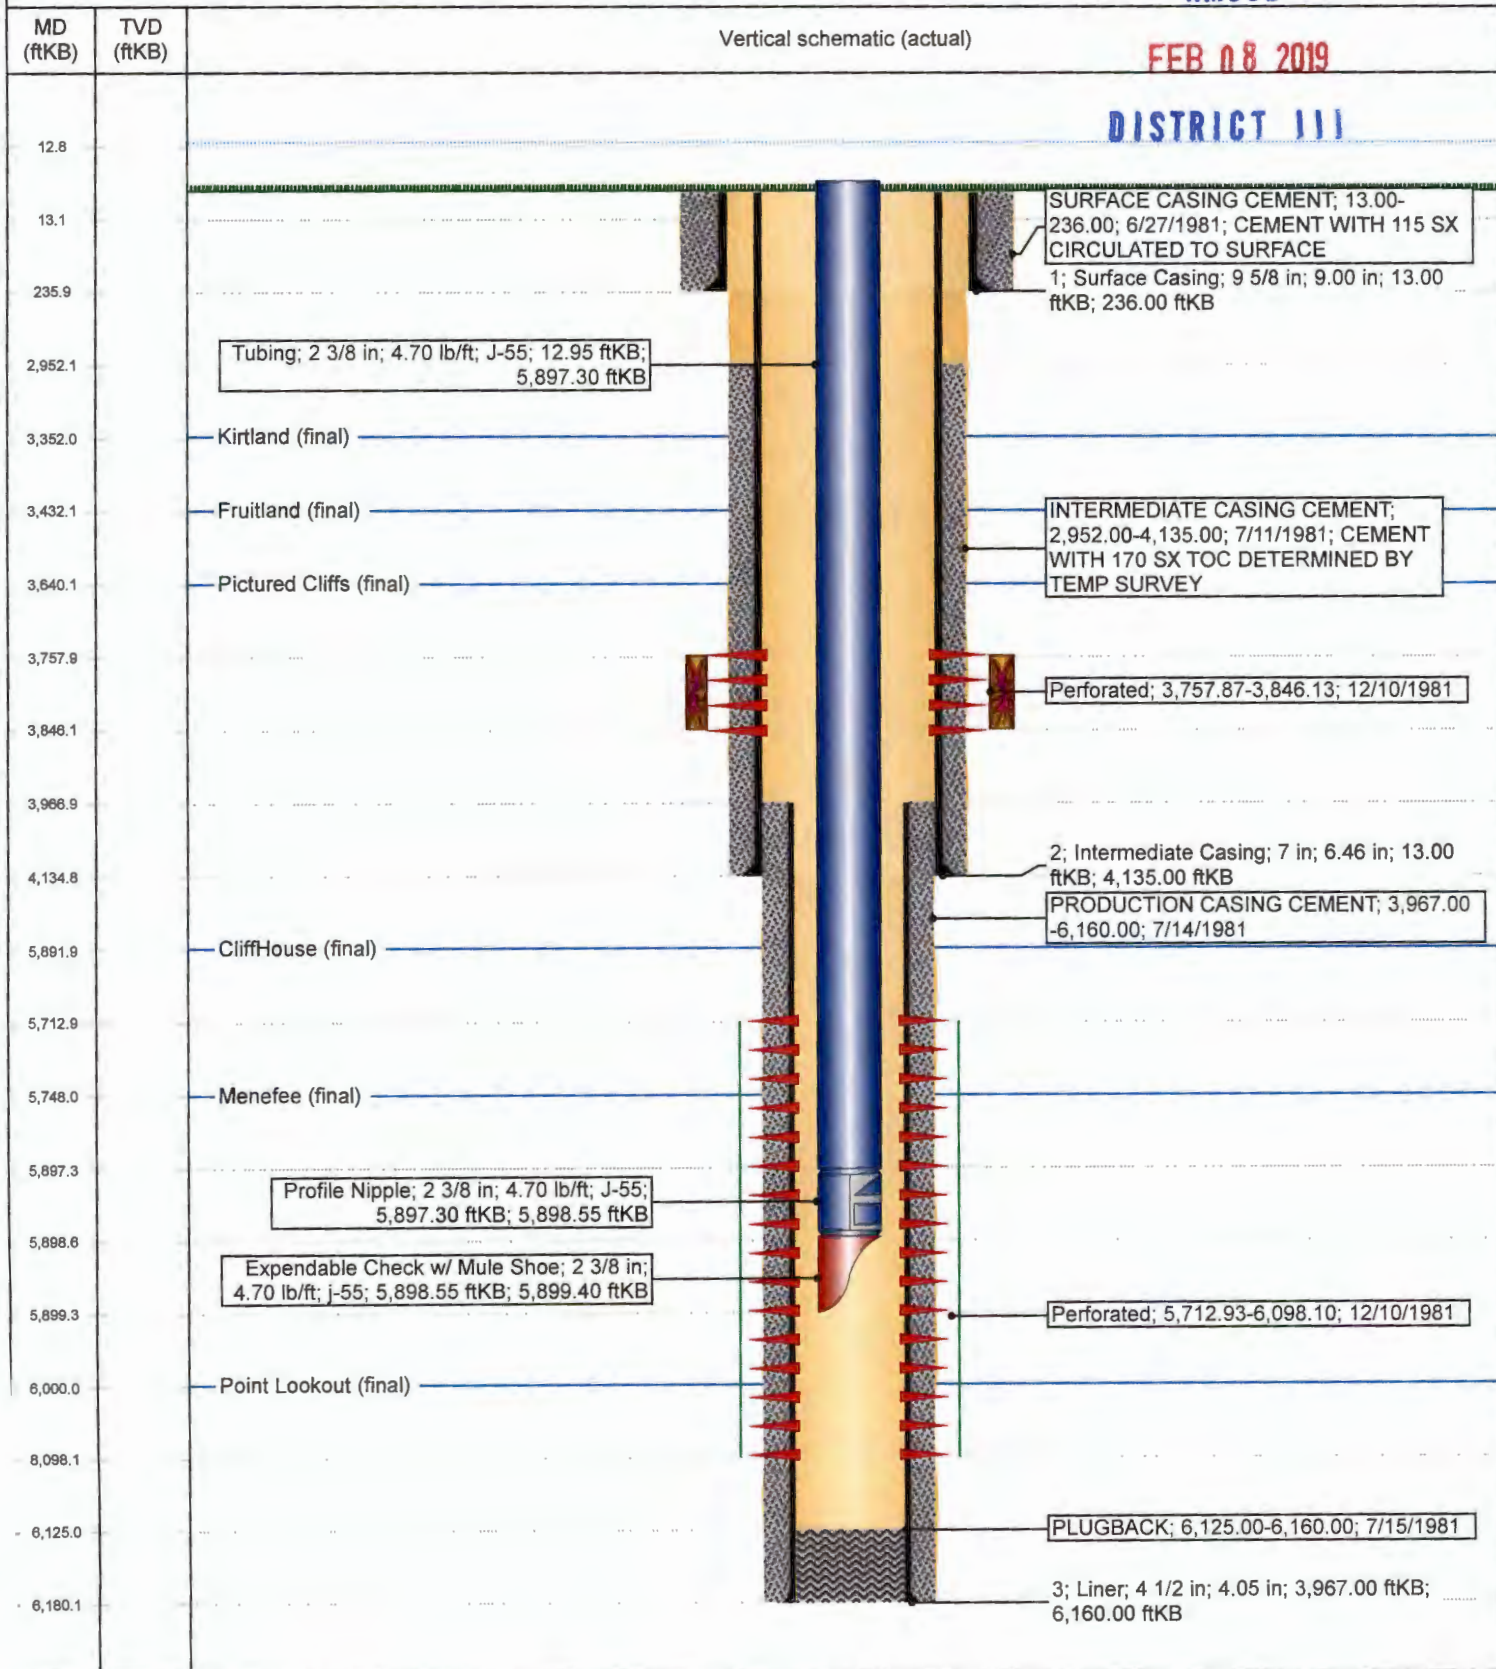 MD (ftKB)
TVD (ftKB)
Vertical schematic (actual)
FEB 08 2019
DISTRICT III
12.8
13.1
SURFACE CASING CEMENT; 13.00-
236.00; 6/27/1981; CEMENT WITH 115 SX
CIRCULATED TO SURFACE
235.9
1; Surface Casing; 9 5/8 in; 9.00 in; 13.00
ftKB; 236.00 ftKB
Tubing; 2 3/8 in; 4.70 lb/ft; J-55; 12.95 ftKB;
5,897.30 ftKB
2,952.1
3,352.0
Kirtland (final)
3,432.1
Fruitland (final)
INTERMEDIATE CASING CEMENT;
2,952.00-4,135.00; 7/11/1981; CEMENT
WITH 170 SX TOC DETERMINED BY
TEMP SURVEY
3,640.1
Pictured Cliffs (final)
3,757.9
Perforated; 3,757.87-3,846.13; 12/10/1981
3,846.1
3,966.9
4,134.8
2; Intermediate Casing; 7 in; 6.46 in; 13.00
ftKB; 4,135.00 ftKB
PRODUCTION CASING CEMENT; 3,967.00
-6,160.00; 7/14/1981
5,891.9
CliffHouse (final)
5,712.9
5,748.0
Menefee (final)
5,897.3
Profile Nipple; 2 3/8 in; 4.70 lb/ft; J-55;
5,897.30 ftKB; 5,898.55 ftKB
5,898.6
Expendable Check w/ Mule Shoe; 2 3/8 in;
4.70 lb/ft; j-55; 5,898.55 ftKB; 5,899.40 ftKB
5,899.3
Perforated; 5,712.93-6,098.10; 12/10/1981
6,000.0
Point Lookout (final)
8,098.1
6,125.0
PLUGBACK; 6,125.00-6,160.00; 7/15/1981
6,180.1
3; Liner; 4 1/2 in; 4.05 in; 3,967.00 ftKB;
6,160.00 ftKB